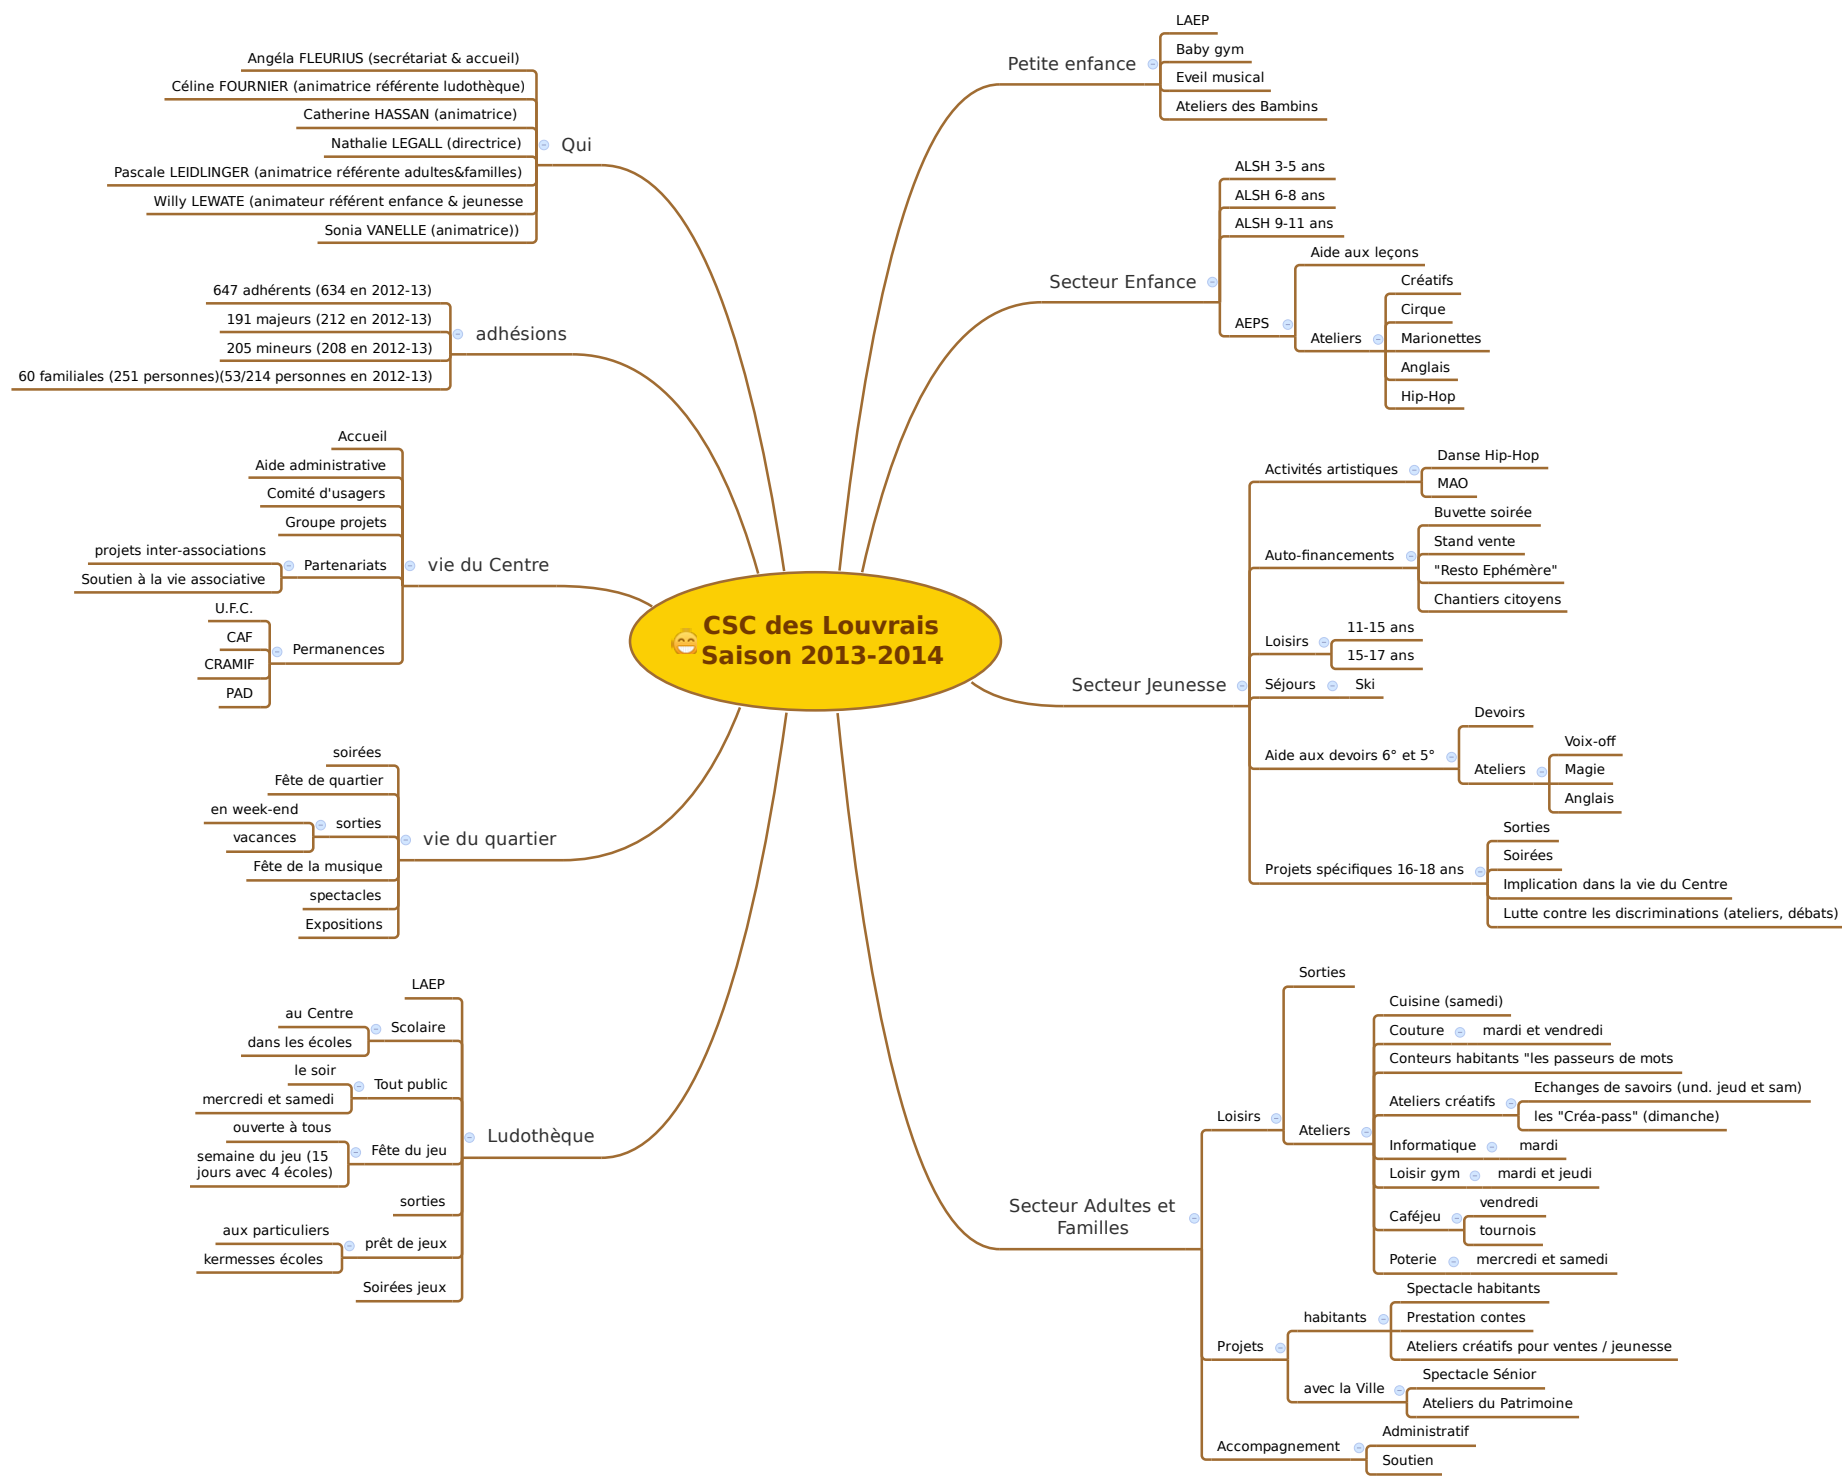 CSC des Louvrais
Saison 2013-2014
Qui
Angéla FLEURIUS (secrétariat & accueil)
Céline FOURNIER (animatrice référente ludothèque)
Catherine HASSAN (animatrice)
Nathalie LEGALL (directrice)
Pascale LEIDLINGER (animatrice référente adultes&familles)
Willy LEWATE (animateur référent enfance & jeunesse
Sonia VANELLE (animatrice))
adhésions
647 adhérents (634 en 2012-13)
191 majeurs (212 en 2012-13)
205 mineurs (208 en 2012-13)
60 familiales (251 personnes)(53/214 personnes en 2012-13)
vie du Centre
Accueil
Aide administrative
Comité d'usagers
Groupe projets
Partenariats
projets inter-associations
Soutien à la vie associative
Permanences
U.F.C.
CAF
CRAMIF
PAD
vie du quartier
soirées
Fête de quartier
sorties
en week-end
vacances
Fête de la musique
spectacles
Expositions
Ludothèque
LAEP
Scolaire
au Centre
dans les écoles
Tout public
le soir
mercredi et samedi
Fête du jeu
ouverte à tous
semaine du jeu (15
jours avec 4 écoles)
sorties
prêt de jeux
aux particuliers
kermesses écoles
Soirées jeux
Petite enfance
LAEP
Baby gym
Eveil musical
Ateliers des Bambins
Secteur Enfance
ALSH 3-5 ans
ALSH 6-8 ans
ALSH 9-11 ans
AEPS
Aide aux leçons
Ateliers
Créatifs
Cirque
Marionettes
Anglais
Hip-Hop
Secteur Jeunesse
Activités artistiques
Danse Hip-Hop
MAO
Auto-financements
Buvette soirée
Stand vente
"Resto Ephémère"
Chantiers citoyens
Loisirs
11-15 ans
15-17 ans
Séjours
Ski
Aide aux devoirs 6° et 5°
Devoirs
Ateliers
Voix-off
Magie
Anglais
Projets spécifiques 16-18 ans
Sorties
Soirées
Implication dans la vie du Centre
Lutte contre les discriminations (ateliers, débats)
Secteur Adultes et
Familles
Loisirs
Sorties
Ateliers
Cuisine (samedi)
Couture
mardi et vendredi
Conteurs habitants "les passeurs de mots
Ateliers créatifs
Echanges de savoirs (und. jeud et sam)
les "Créa-pass" (dimanche)
Informatique
mardi
Loisir gym
mardi et jeudi
Caféjeu
vendredi
tournois
Poterie
mercredi et samedi
Projets
habitants
Spectacle habitants
Prestation contes
Ateliers créatifs pour ventes / jeunesse
avec la Ville
Spectacle Sénior
Ateliers du Patrimoine
Accompagnement
Administratif
Soutien